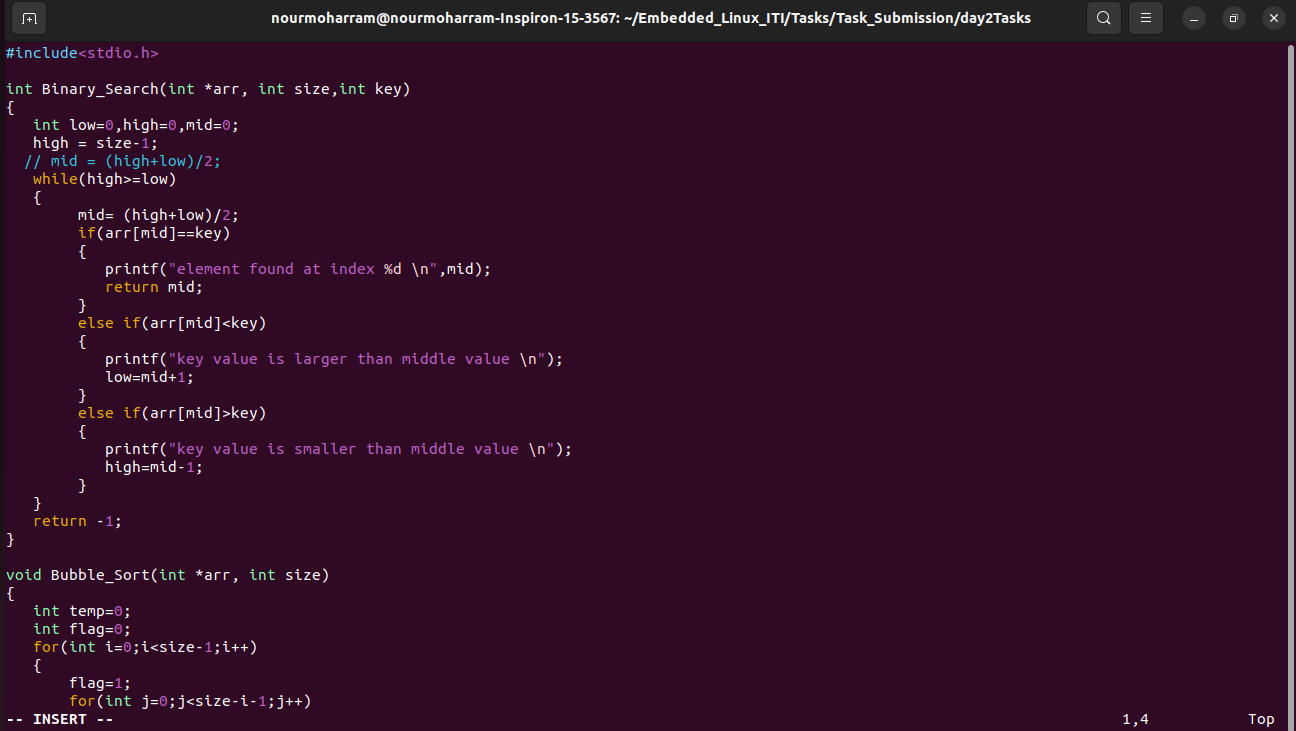 nourmoharram@nourmoharram-Inspiron-15-3567: ~/Embedded_Linux_ITI/Tasks/Task_Submission/day2Tasks
#include<stdio.h>

int Binary_Search(int *arr, int size,int key)
{
   int low=0,high=0,mid=0;
   high = size-1;
  // mid = (high+low)/2;
   while(high>=low)
   {
        mid= (high+low)/2;
        if(arr[mid]==key)
        {
           printf("element found at index %d \n",mid);
           return mid;
        }
        else if(arr[mid]<key)
        {
           printf("key value is larger than middle value \n");
           low=mid+1;
        }
        else if(arr[mid]>key)
        {
           printf("key value is smaller than middle value \n");
           high=mid-1;
        }
   }
   return -1;
}

void Bubble_Sort(int *arr, int size)
{
   int temp=0;
   int flag=0;
   for(int i=0;i<size-1;i++)
   {
       flag=1;
       for(int j=0;j<size-i-1;j++)
-- INSERT -- 1,4 Top